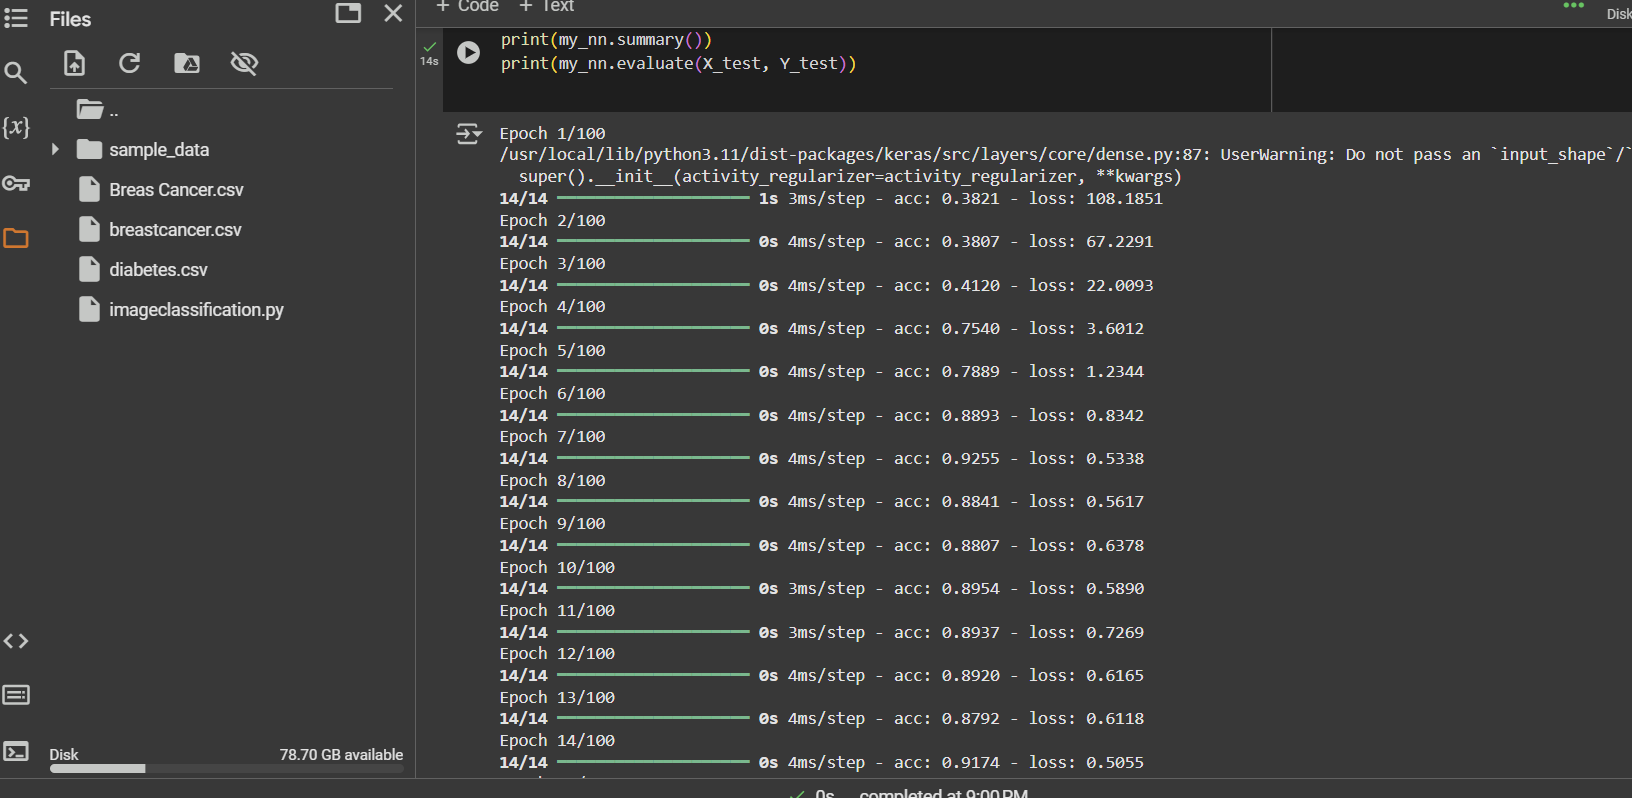 Files
..
sample_data
Breas Cancer.csv
breastcancer.csv
diabetes.csv
imageclassification.py
{x}
Disk
78.70 GB available
+ Code + Text
Disk
14s
print(my_nn.summary())
print(my_nn.evaluate(X_test, Y_test))
Epoch 1/100
/usr/local/lib/python3.11/dist-packages/keras/src/layers/core/dense.py:87: UserWarning: Do not pass an `input_shape`/`
super().__init__(activity_regularizer=activity_regularizer, **kwargs)
14/14 1s 3ms/step - acc: 0.3821 - loss: 108.1851
Epoch 2/100
14/14 0s 4ms/step - acc: 0.3807 - loss: 67.2291
Epoch 3/100
14/14 0s 4ms/step - acc: 0.4120 - loss: 22.0093
Epoch 4/100
14/14 0s 4ms/step - acc: 0.7540 - loss: 3.6012
Epoch 5/100
14/14 0s 4ms/step - acc: 0.7889 - loss: 1.2344
Epoch 6/100
14/14 0s 4ms/step - acc: 0.8893 - loss: 0.8342
Epoch 7/100
14/14 0s 4ms/step - acc: 0.9255 - loss: 0.5338
Epoch 8/100
14/14 0s 4ms/step - acc: 0.8841 - loss: 0.5617
Epoch 9/100
14/14 0s 4ms/step - acc: 0.8807 - loss: 0.6378
Epoch 10/100
14/14 0s 3ms/step - acc: 0.8954 - loss: 0.5890
Epoch 11/100
14/14 0s 3ms/step - acc: 0.8937 - loss: 0.7269
Epoch 12/100
14/14 0s 4ms/step - acc: 0.8920 - loss: 0.6165
Epoch 13/100
14/14 0s 4ms/step - acc: 0.8792 - loss: 0.6118
Epoch 14/100
14/14 0s 4ms/step - acc: 0.9174 - loss: 0.5055
0s completed at 9:00 PM